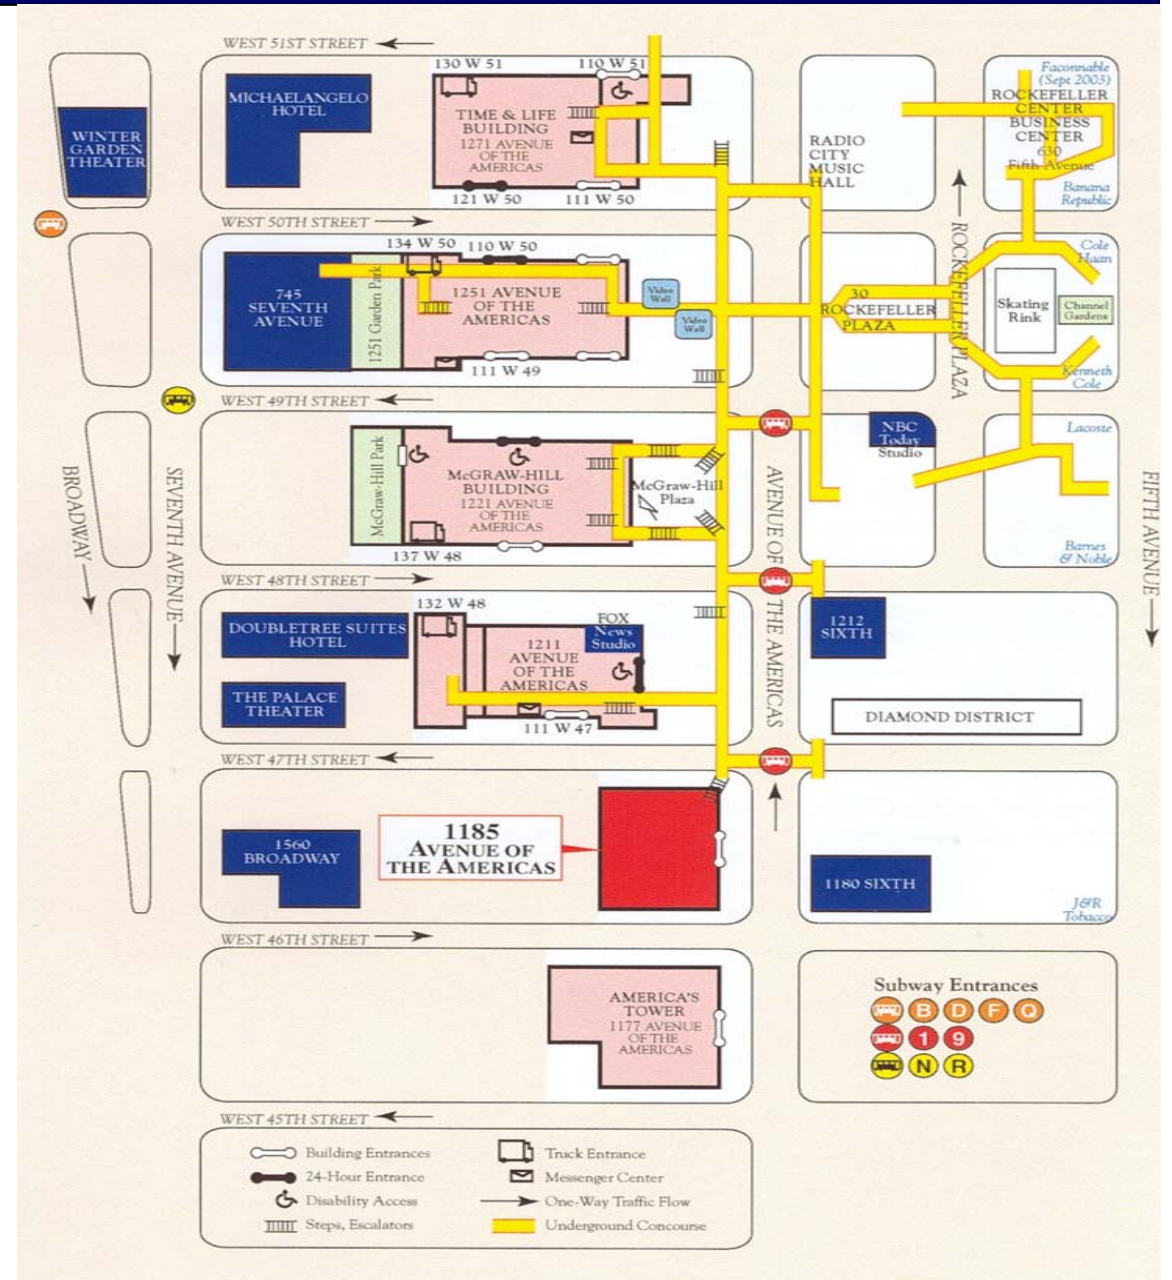 WEST 51ST STREET
130 W 51
110 W 51
MICHAELANGELO
HOTEL
WINTER
GARDEN
THEATER
TIME & LIFE
BUILDING
1271 AVENUE
OF THE
AMERICAS
121 W 50
111 W 50
RADIO
CITY
MUSIC
HALL
Faconnable
(Sept 2003)
ROCKEFELLER
CENTER
BUSINESS
CENTER
630
Fifth Avenue
Banana
Republic
WEST 50TH STREET
134 W 50
110 W 50
745
SEVENTH
AVENUE
1251 Garden Park
1251 AVENUE
OF THE
AMERICAS
111 W 49
Video
Wall
Video
Wall
30
ROCKEFELLER
PLAZA
ROCKEFELLER PLAZA
Cole
Haan
Skating
Rink
Channel
Gardens
Kenneth
Cole
WEST 49TH STREET
McGraw-Hill Park
McGRAW-HILL
BUILDING
1221 AVENUE
OF THE
AMERICAS
137 W 48
McGraw-Hill
Plaza
NBC
Today
Studio
Lacoste
Barnes
& Noble
BROADWAY
SEVENTH AVENUE
AVENUE OF THE AMERICAS
FIFTH AVENUE
WEST 48TH STREET
132 W 48
DOUBLETREE SUITES
HOTEL
THE PALACE
THEATER
FOX
News
Studio
1211
AVENUE
OF THE
AMERICAS
111 W 47
1212
SIXTH
DIAMOND DISTRICT
WEST 47TH STREET
1560
BROADWAY
1185
AVENUE OF
THE AMERICAS
1180 SIXTH
J&R
Tobacco
WEST 46TH STREET
AMERICA'S
TOWER
1177 AVENUE
OF THE
AMERICAS
Subway Entrances
B D F Q
1 9
N R
WEST 45TH STREET
Building Entrances
24-Hour Entrance
Disability Access
Steps, Escalators
Truck Entrance
Messenger Center
One-Way Traffic Flow
Underground Concourse